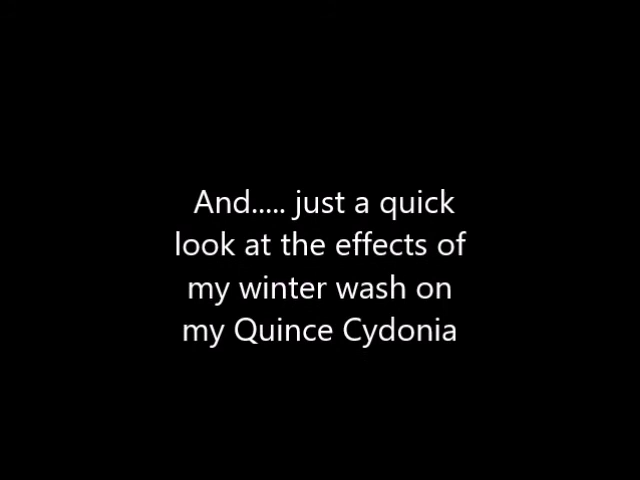 And..... just a quick
look at the effects of
my winter wash on
my Quince Cydonia